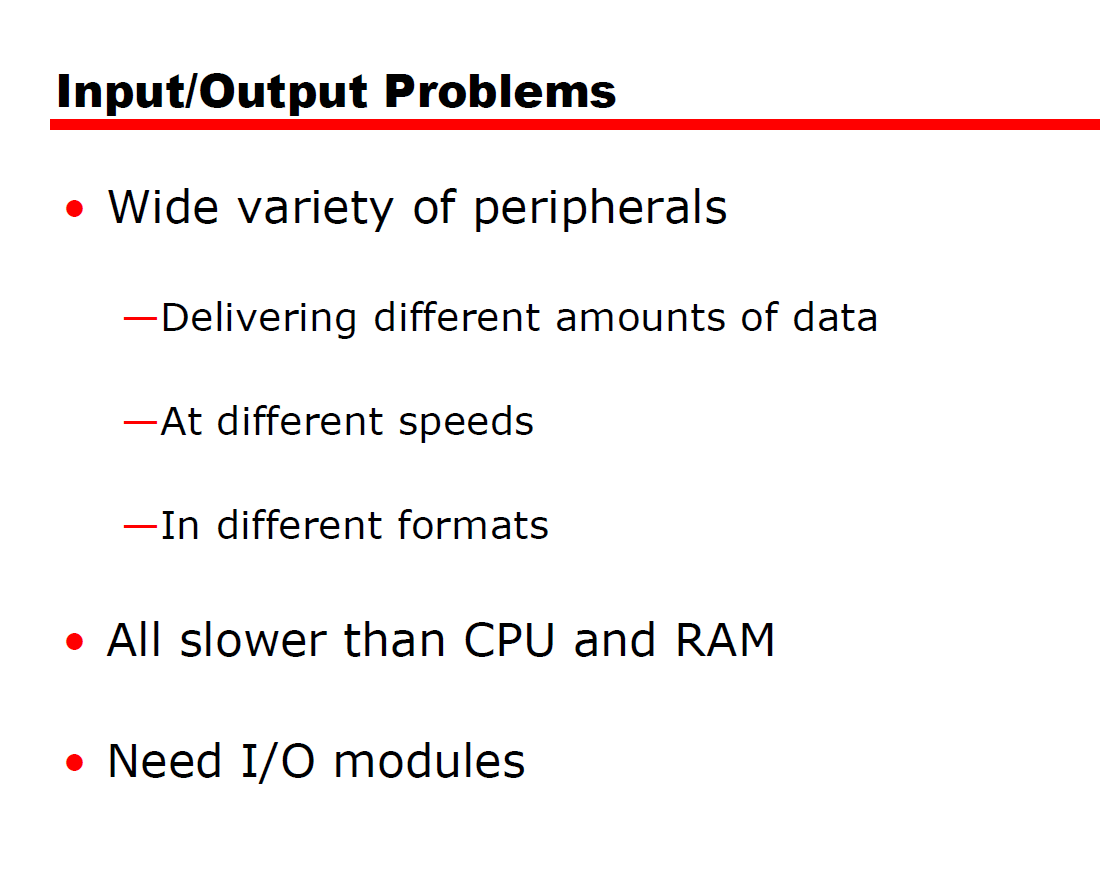 Input/Output Problems
• Wide variety of peripherals
—Delivering different amounts of data
—At different speeds
—In different formats
• All slower than CPU and RAM
• Need I/O modules